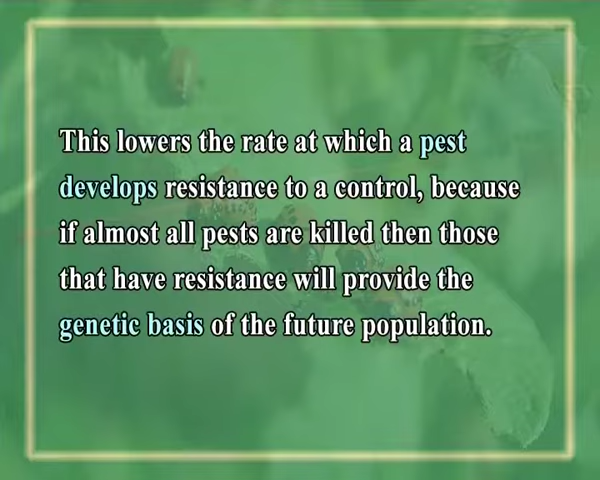 This lowers the rate at which a pest
develops resistance to a control, because
if almost all pests are killed then those
that have resistance will provide the
genetic basis of the future population.